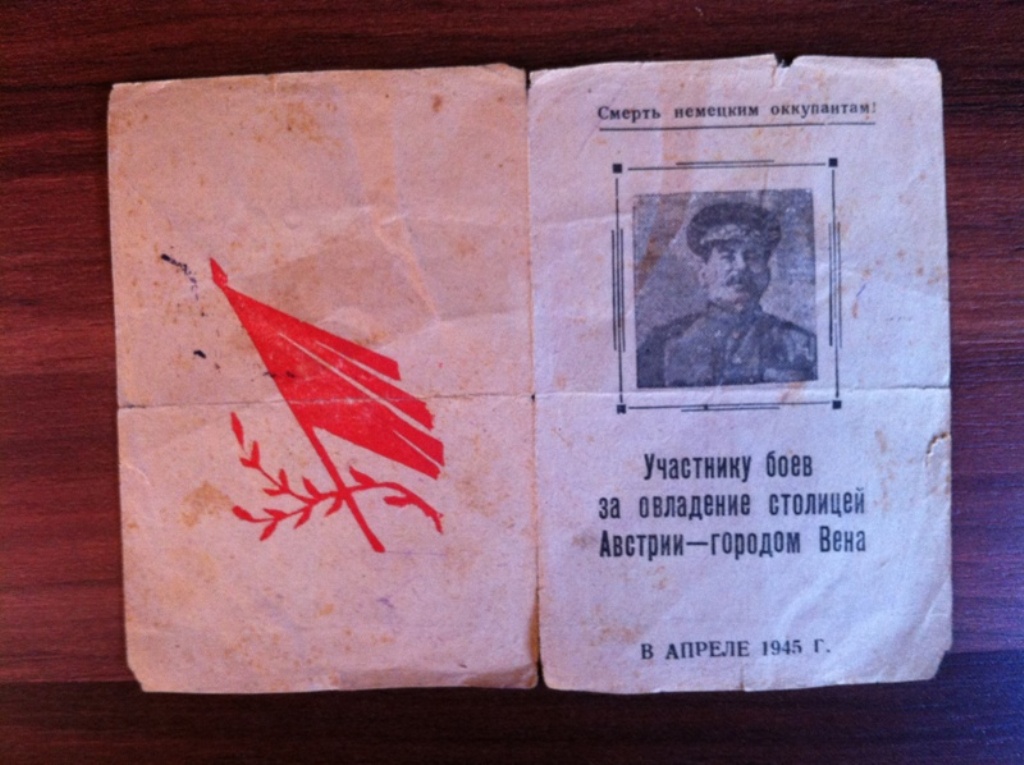 Смерть немецким оккупантам!
Участнику боев
за овладение столицей
Австрии—городом Вена
В АПРЕЛЕ 1945 Г.